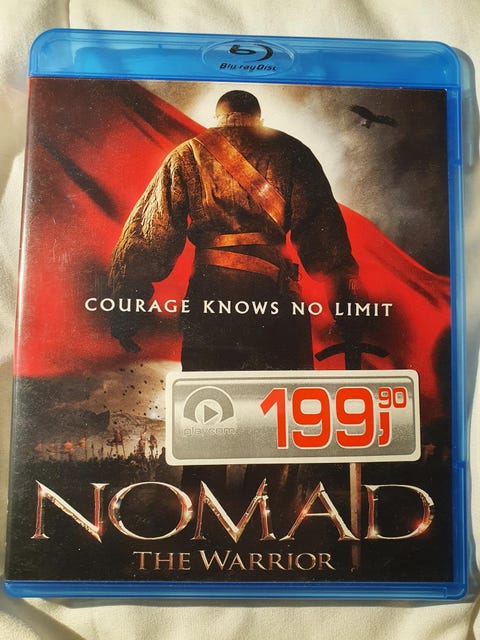 Blu-ray Disc
COURAGE KNOWS NO LIMIT
playcom
199,90
NOMAD
THE WARRIOR